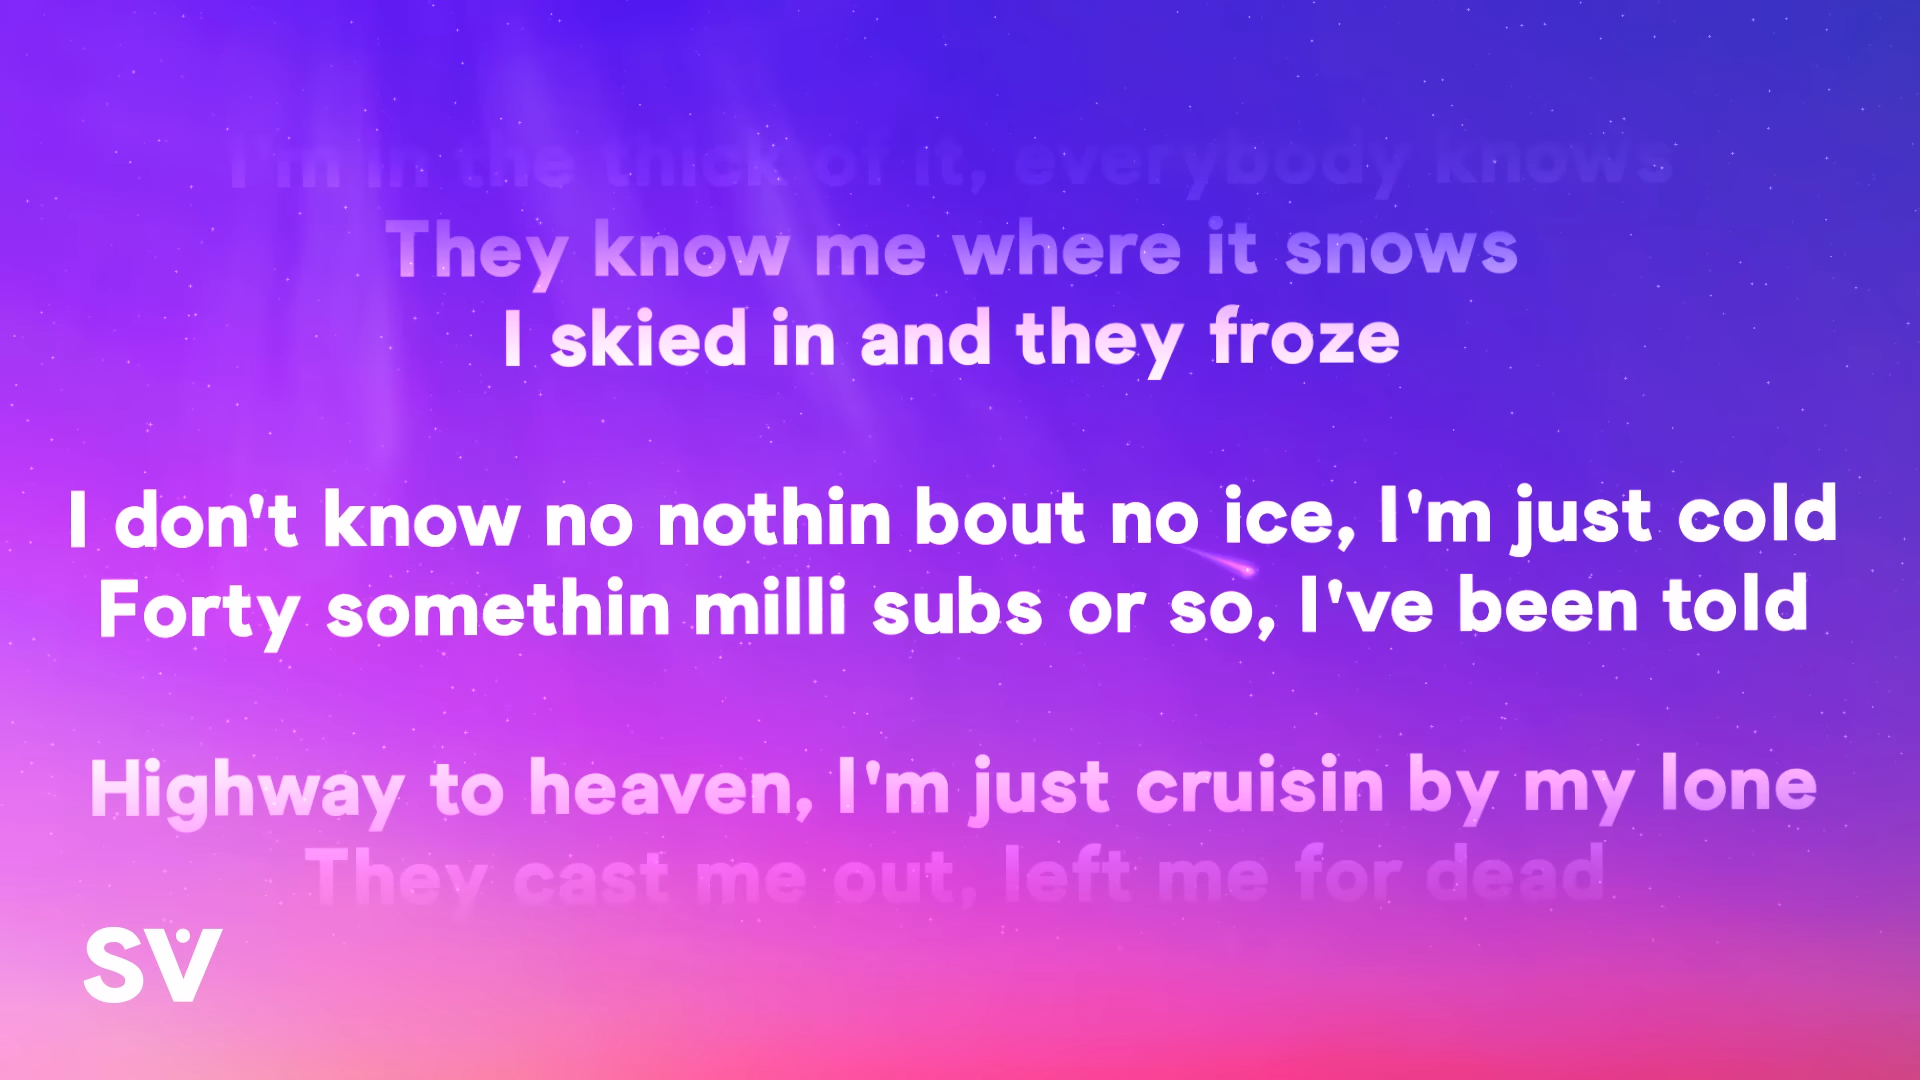 I'm in the thick of it, everybody knows
They know me where it snows
I skied in and they froze
I don't know no nothin bout no ice, I'm just cold
Forty somethin milli subs or so, I've been told
Highway to heaven, I'm just cruisin by my lone
They cast me out, left me for dead
SV